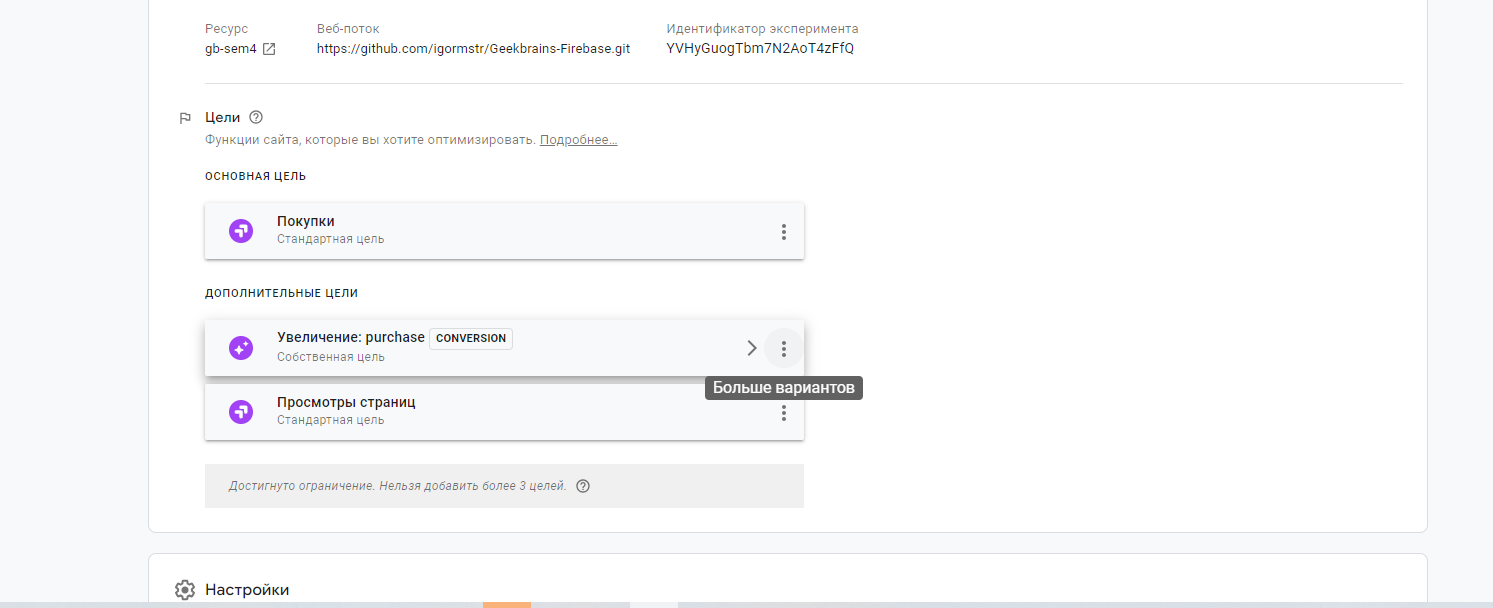 Ресурс
Веб-поток
Идентификатор эксперимента
gb-sem4
https://github.com/igormstr/Geekbrains-Firebase.git
YVHyGuogTbm7N2AoT4zFfQ
Цели
Функции сайта, которые вы хотите оптимизировать. Подробнее…
ОСНОВНАЯ ЦЕЛЬ
Покупки
Стандартная цель
ДОПОЛНИТЕЛЬНЫЕ ЦЕЛИ
Увеличение: purchase CONVERSION
Собственная цель
Больше вариантов
Просмотры страниц
Стандартная цель
Достигнуто ограничение. Нельзя добавить более 3 целей.
Настройки